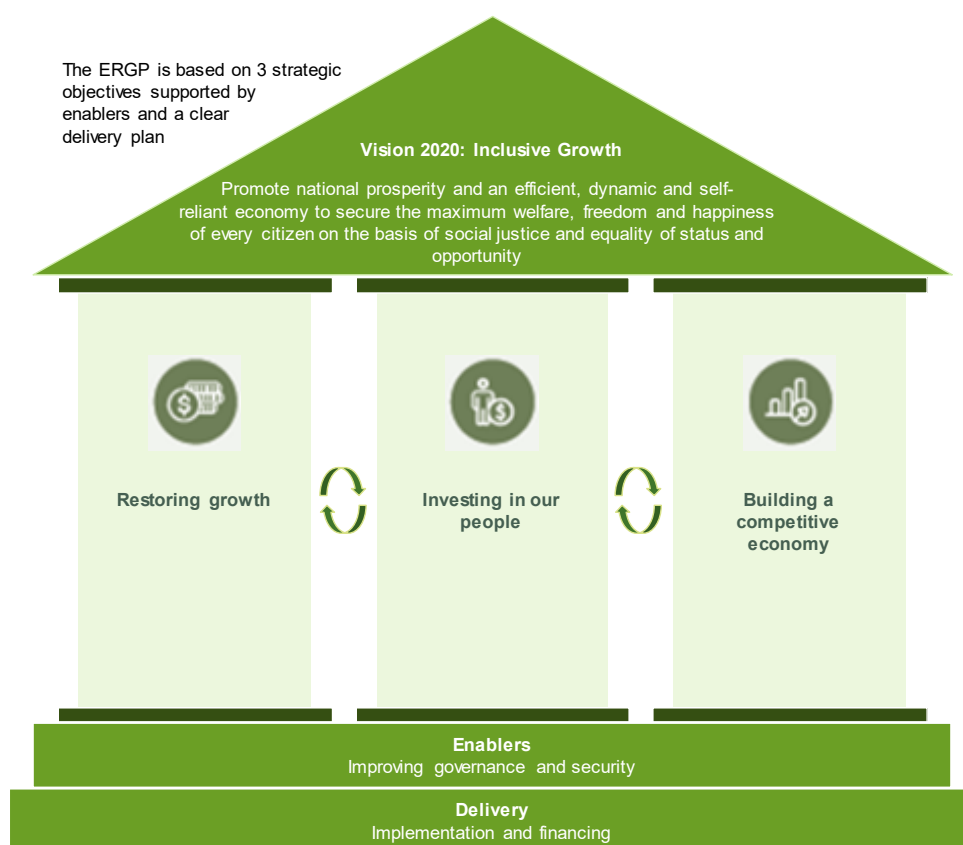 The ERGP is based on 3 strategic
objectives supported by
enablers and a clear
delivery plan
Vision 2020: Inclusive Growth
Promote national prosperity and an efficient, dynamic and self-
reliant economy to secure the maximum welfare, freedom and happiness
of every citizen on the basis of social justice and equality of status and
opportunity
Restoring growth
Investing in our
people
Building a
competitive
economy
Enablers
Improving governance and security
Delivery
Implementation and financing